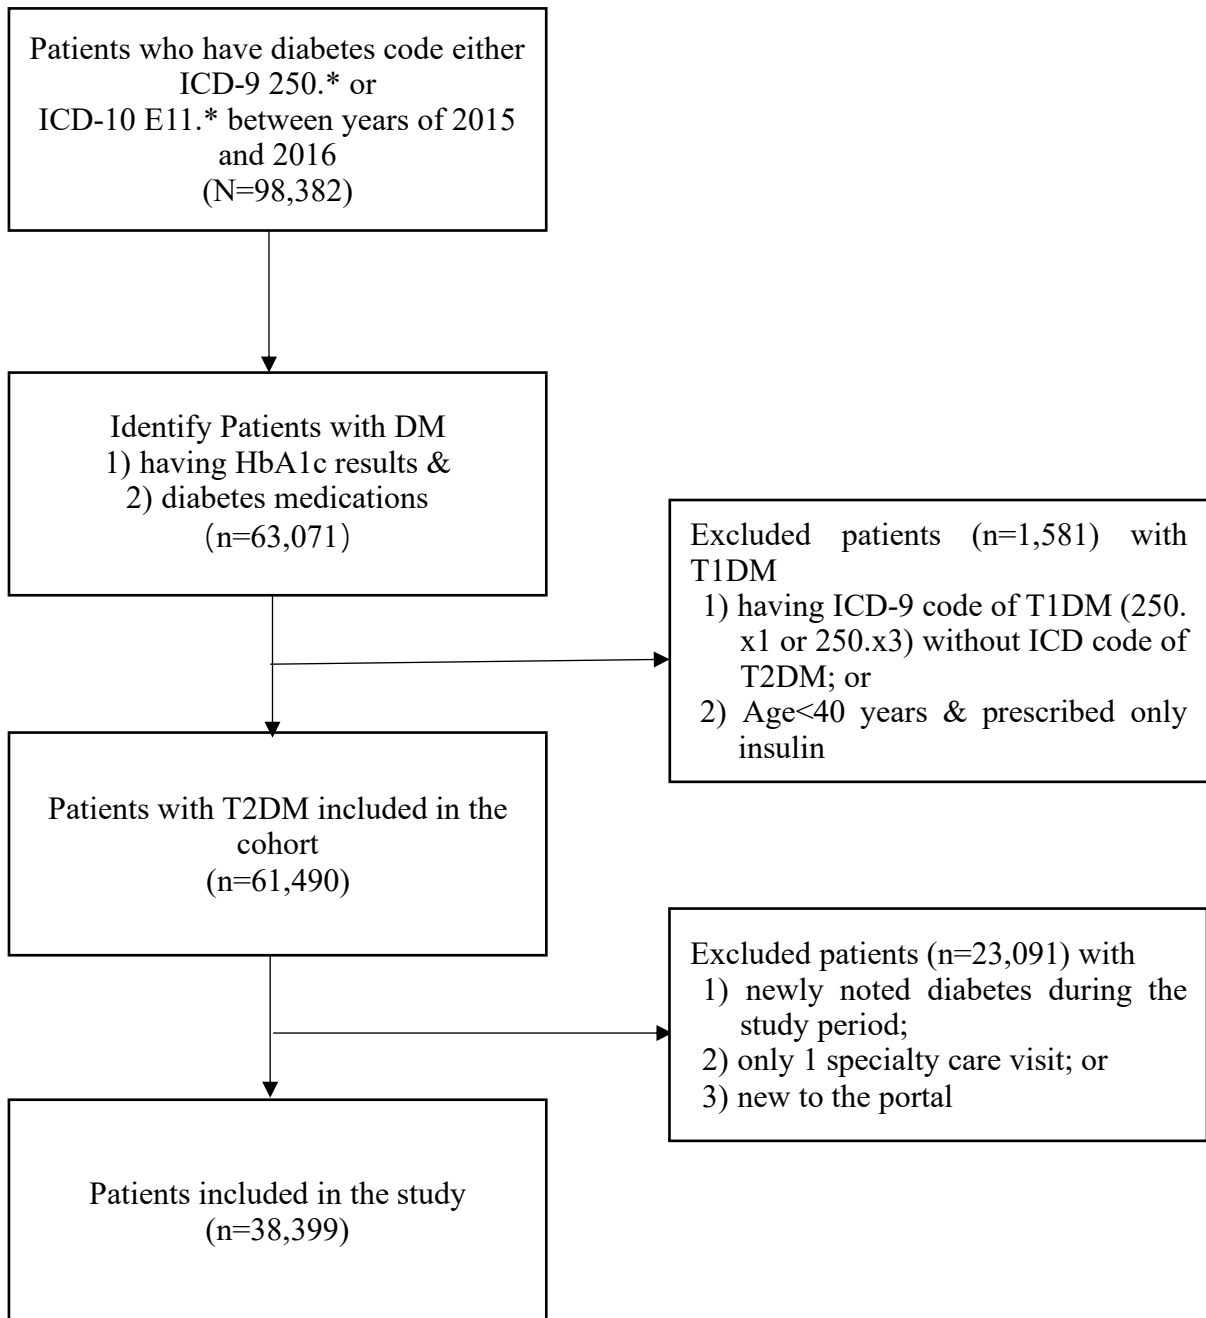 Patients who have diabetes code either
ICD-9 250.* or
ICD-10 E11.* between years of 2015
and 2016
(N=98,382)
Identify Patients with DM
1) having HbA1c results &
2) diabetes medications
（n=63,071）
Excluded patients (n=1,581) with
T1DM
1) having ICD-9 code of T1DM (250.
x1 or 250.x3) without ICD code of
T2DM; or
2) Age<40 years & prescribed only
insulin
Patients with T2DM included in the
cohort
(n=61,490)
Excluded patients (n=23,091) with
1) newly noted diabetes during the
study period;
2) only 1 specialty care visit; or
3) new to the portal
Patients included in the study
(n=38,399)